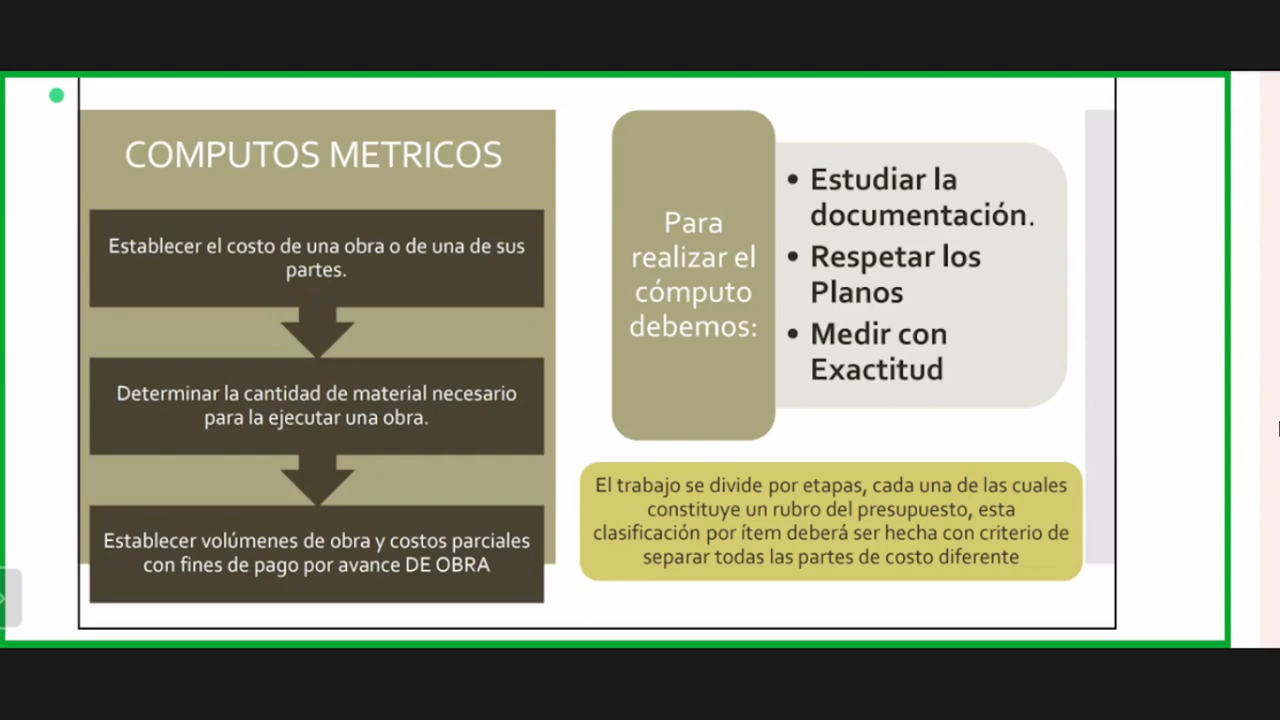 COMPUTOS METRICOS
Establecer el costo de una obra o de una de sus
partes.
Determinar la cantidad de material necesario
para la ejecutar una obra.
Establecer volúmenes de obra y costos parciales
con fines de pago por avance DE OBRA
Para
realizar el
cómputo
debemos:
• Estudiar la
documentación.
• Respetar los
Planos
• Medir con
Exactitud
El trabajo se divide por etapas, cada una de las cuales
constituye un rubro del presupuesto, esta
clasificación por ítem deberá ser hecha con criterio de
separar todas las partes de costo diferente